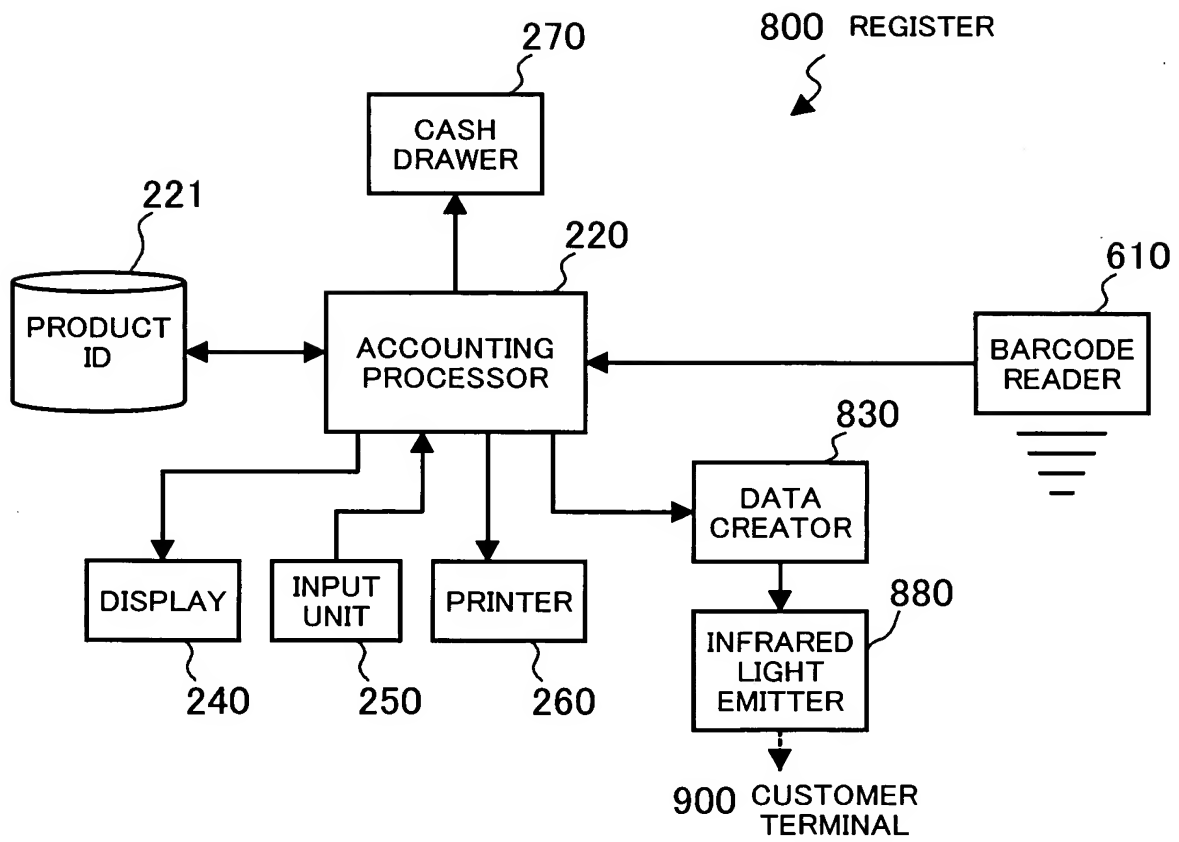 800 REGISTER
270
CASH
DRAWER
221
220
610
PRODUCT
ID
ACCOUNTING
PROCESSOR
BARCODE
READER
830
DATA
CREATOR
DISPLAY
INPUT
UNIT
PRINTER
880
INFRARED
LIGHT
EMITTER
240
250
260
900 CUSTOMER
TERMINAL